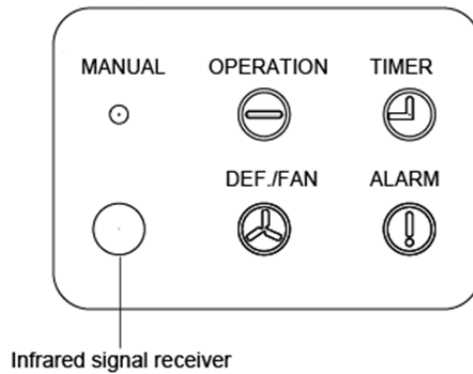 MANUAL OPERATION TIMER
DEF./FAN ALARM
Infrared signal receiver